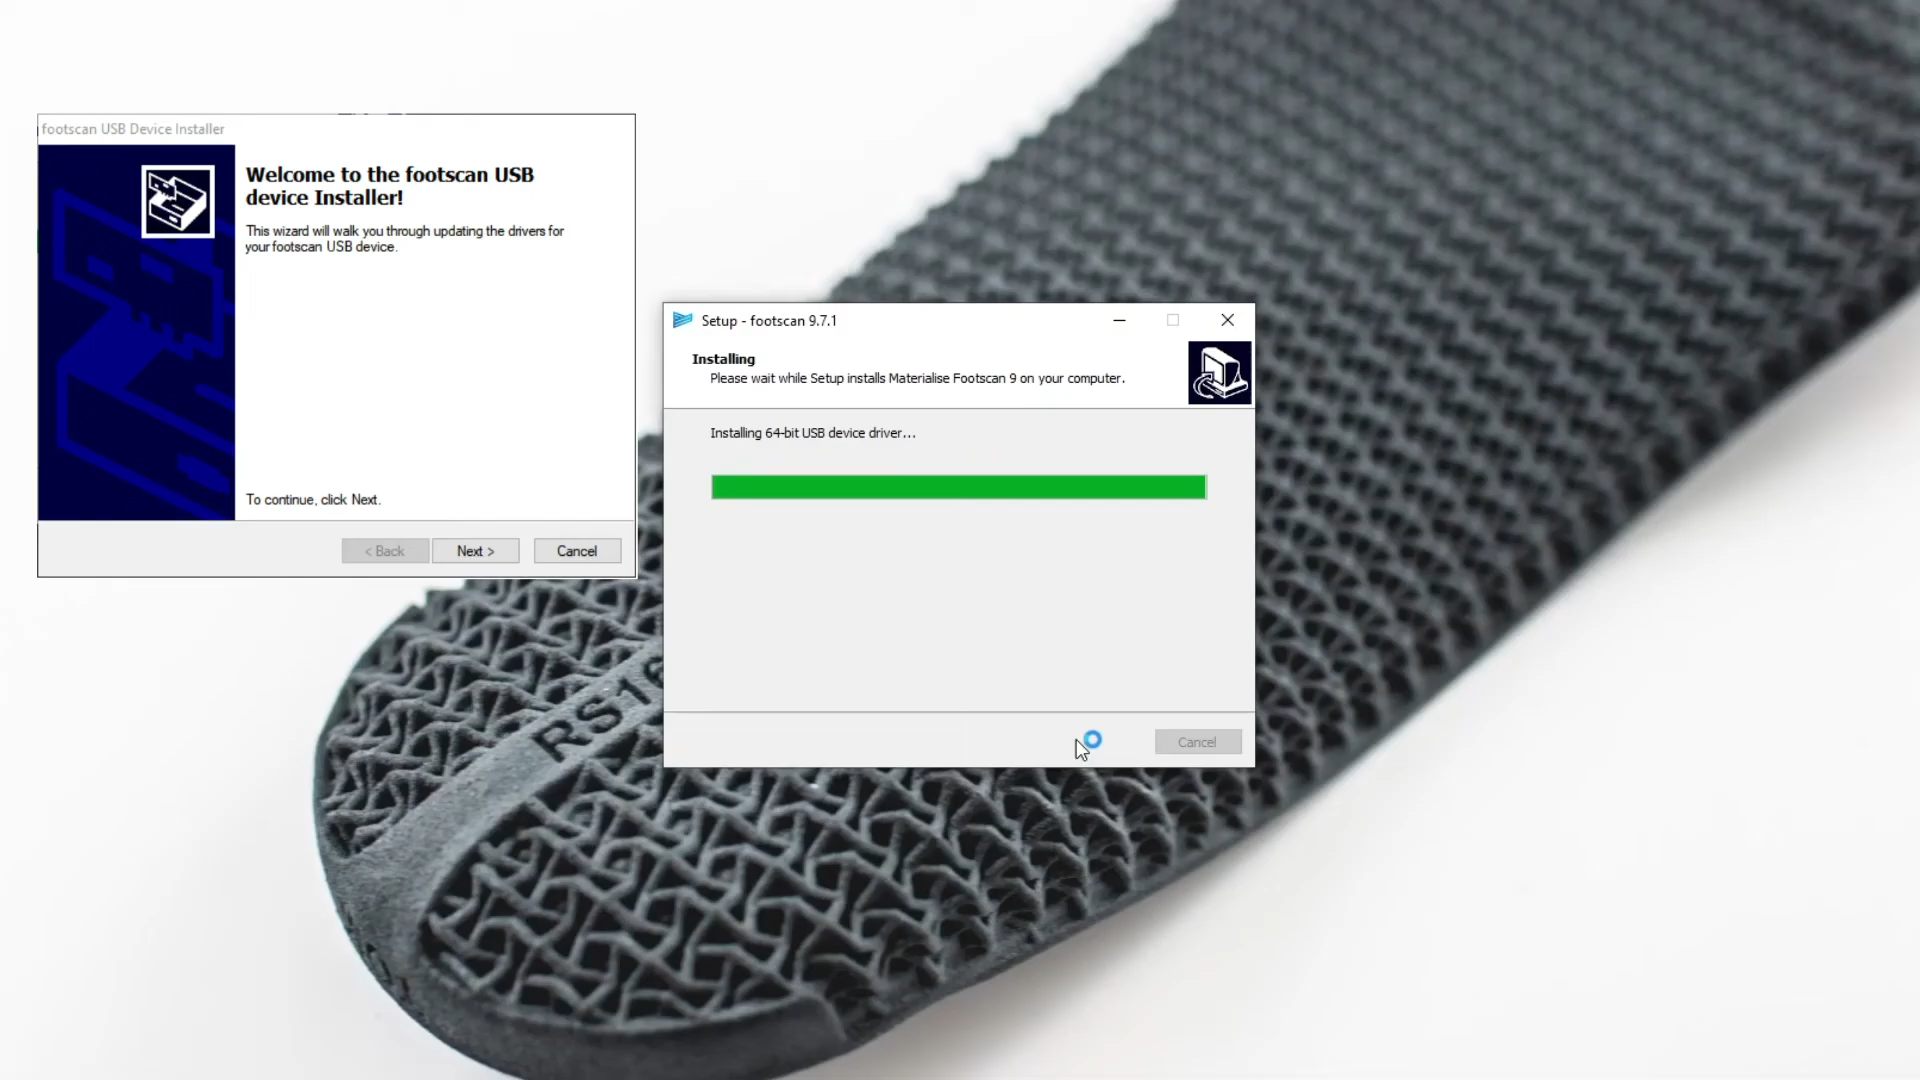 footscan USB Device Installer
Welcome to the footscan USB
device Installer!
This wizard will walk you through updating the drivers for
your footscan USB device.
To continue, click Next.
< Back
Next >
Cancel
Setup - footscan 9.7.1
Installing
Please wait while Setup installs Materialise Footscan 9 on your computer.
Installing 64-bit USB device driver...
Cancel
RS16